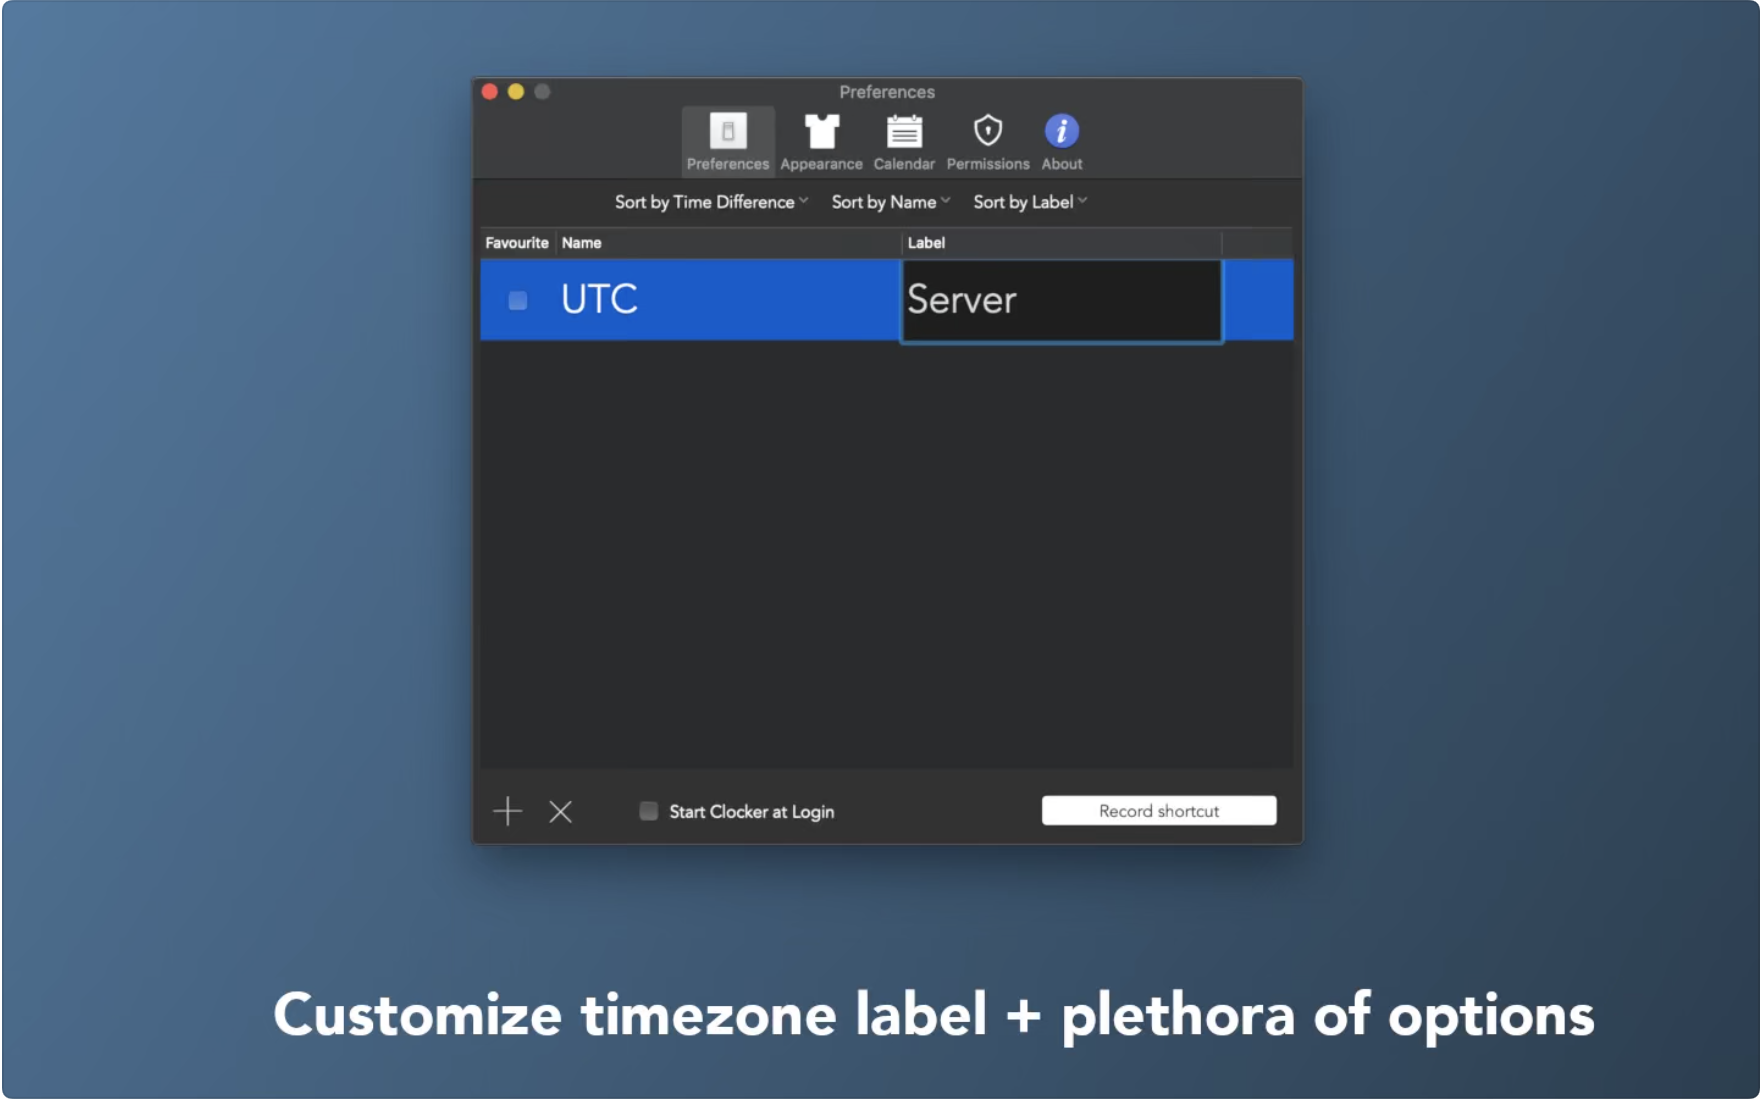 Preferences
Preferences Appearance Calendar Permissions About
Sort by Time Difference Sort by Name Sort by Label
Favourite Name Label
UTC Server
Start Clocker at Login Record shortcut
Customize timezone label + plethora of options